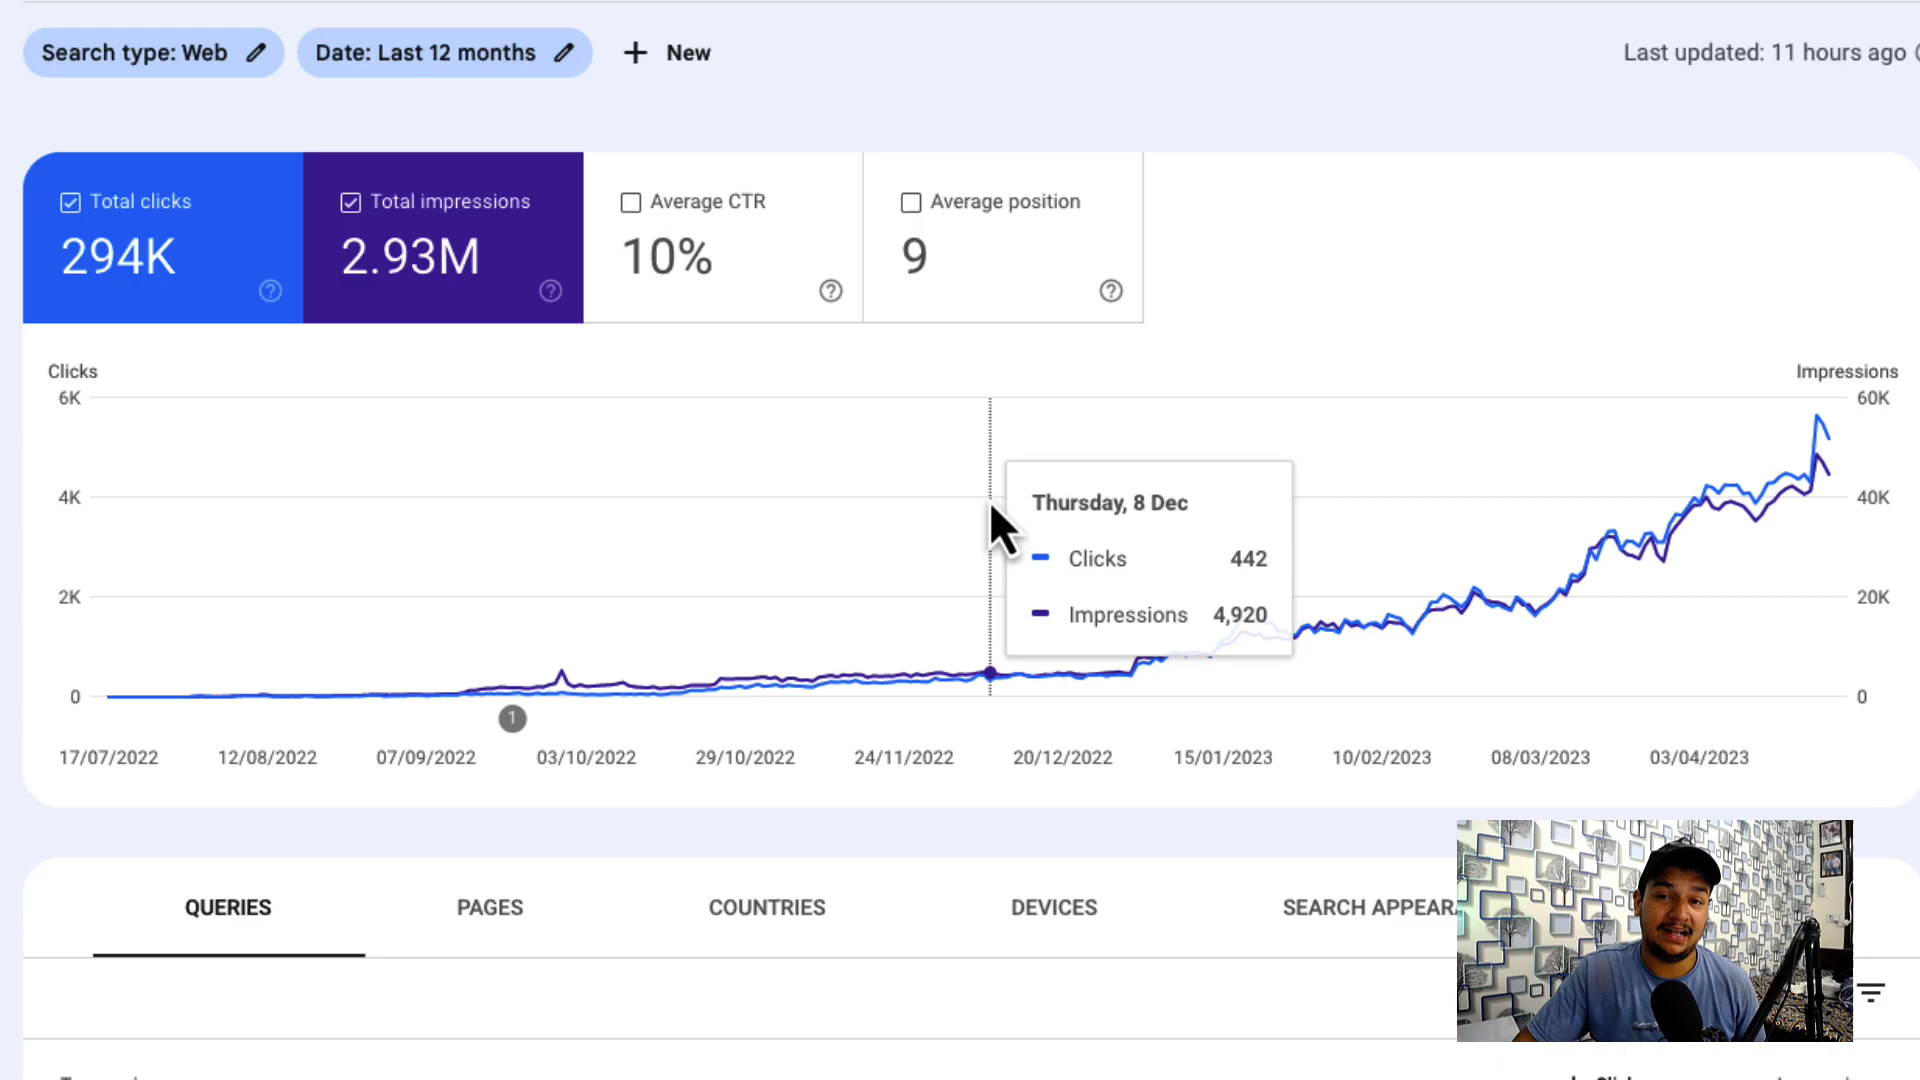 Search type: Web
Date: Last 12 months
New
Last updated: 11 hours ago
Total clicks
294K
Total impressions
2.93M
Average CTR
10%
Average position
9
Clicks
Impressions
6K
60K
4K
40K
2K
20K
0
0
Thursday, 8 Dec
Clicks 442
Impressions 4,920
1
17/07/2022 12/08/2022 07/09/2022 03/10/2022 29/10/2022 24/11/2022 20/12/2022 15/01/2023 10/02/2023 08/03/2023 03/04/2023
QUERIES PAGES COUNTRIES DEVICES SEARCH APPEAR